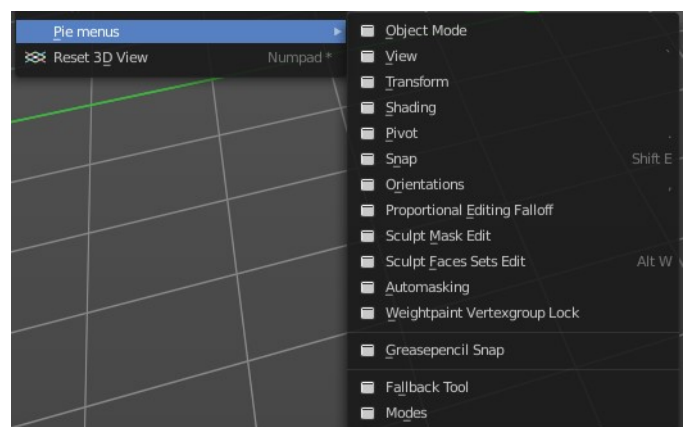 Pie menus
Reset 3D View Numpad *
Object Mode
View `
Transform
Shading
Pivot .
Snap Shift E
Orientations ,
Proportional Editing Falloff
Sculpt Mask Edit
Sculpt Faces Sets Edit Alt W
Automasking
Weightpaint Vertexgroup Lock
Greasepencil Snap
Fallback Tool
Modes